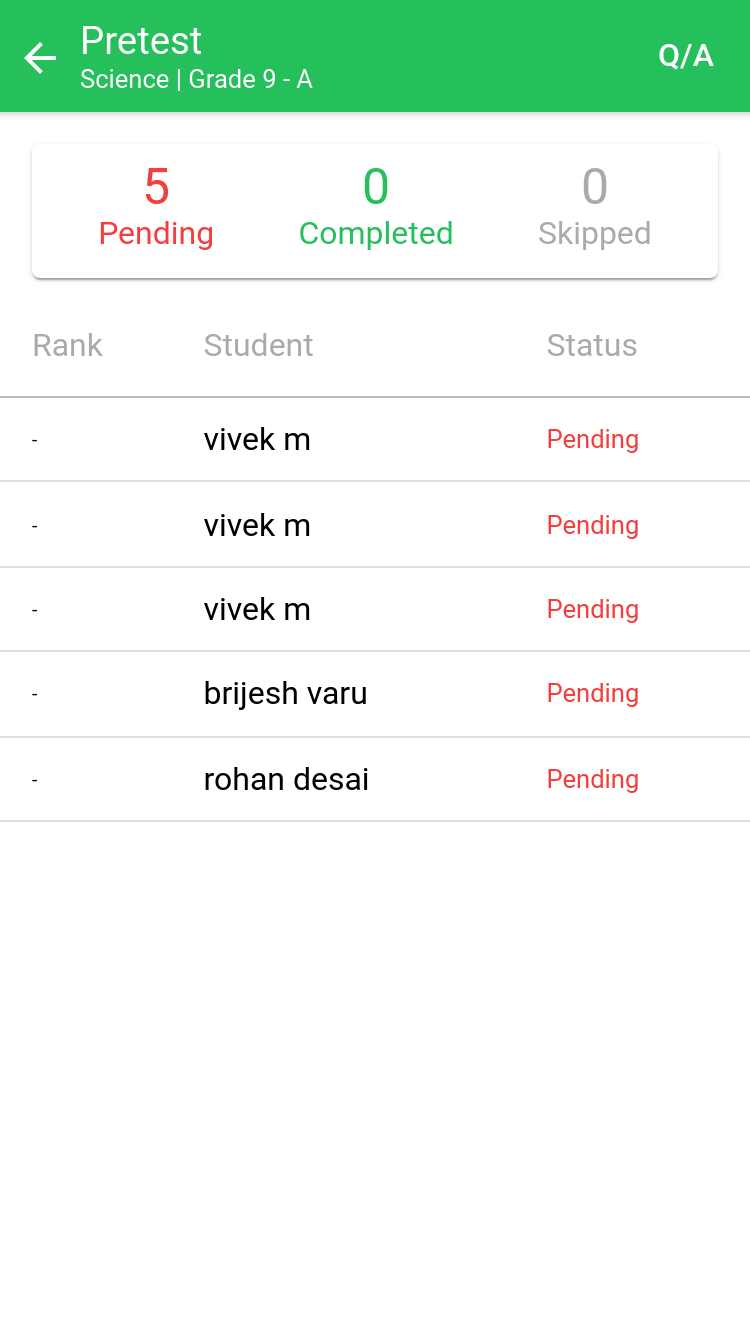 Pretest
Science | Grade 9 - A
Q/A
5 0 0
Pending Completed Skipped
Rank Student Status
- vivek m Pending
- vivek m Pending
- vivek m Pending
- brijesh varu Pending
- rohan desai Pending